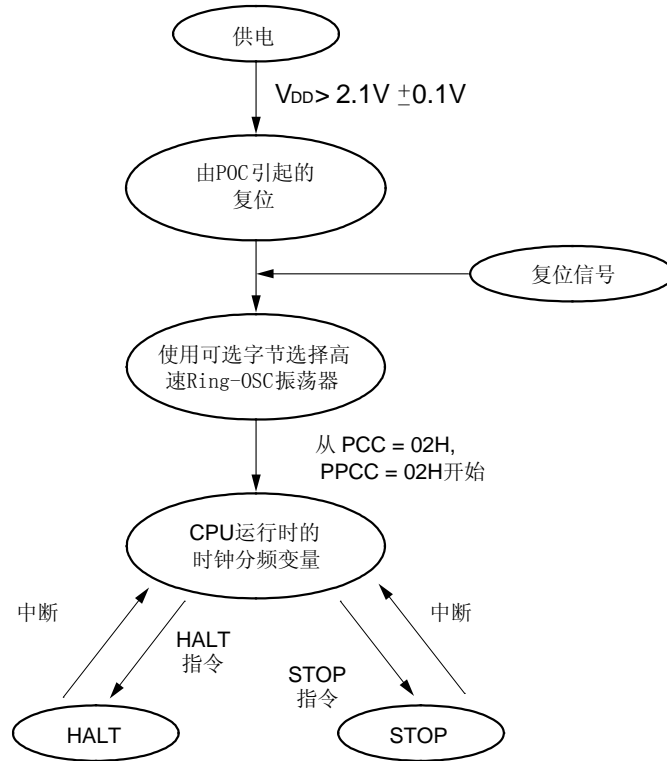 供电
VDD> 2.1V ±0.1V
由POC引起的
复位
复位信号
使用可选字节选择高
速Ring-OSC振荡器
从 PCC = 02H,
PPCC = 02H开始
CPU运行时的
时钟分频变量
中断
HALT
指令
STOP
指令
中断
HALT
STOP